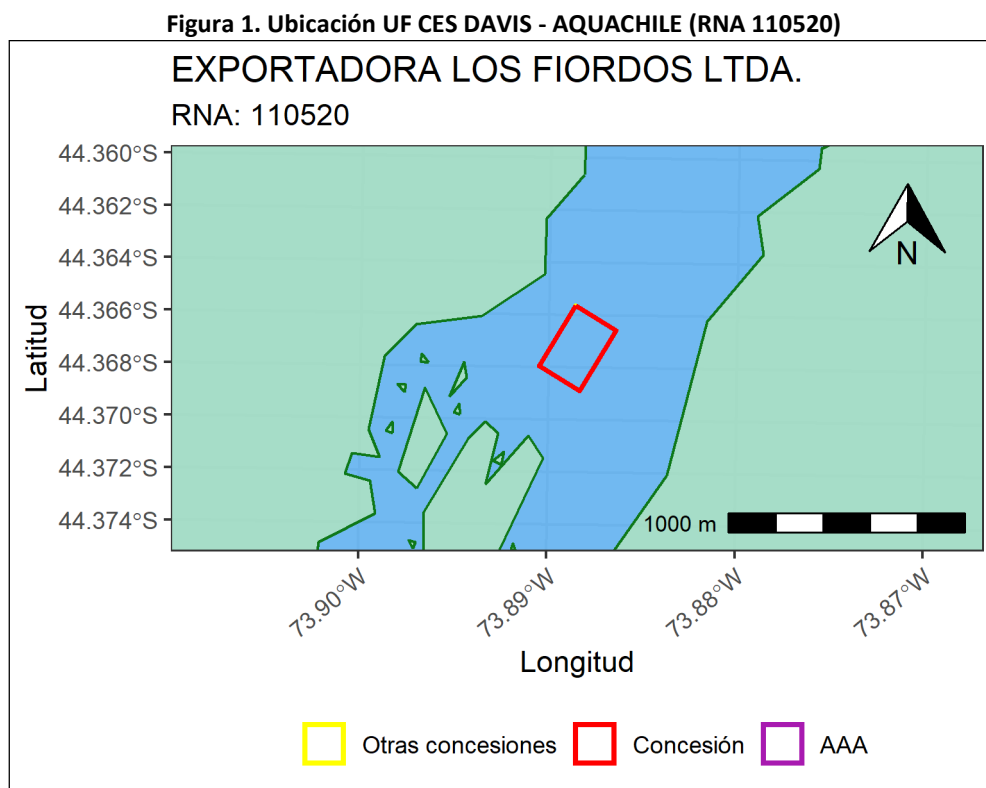 Figura 1. Ubicación UF CES DAVIS - AQUACHILE (RNA 110520)
EXPORTADORA LOS FIORDOS LTDA.
RNA: 110520
44.360°S
44.362°S
44.364°S
44.366°S
44.368°S
44.370°S
44.372°S
44.374°S
Latitud
N
1000 m
73.90°W
73.89°W
73.88°W
73.87°W
Longitud
Otras concesiones
Concesión
AAA